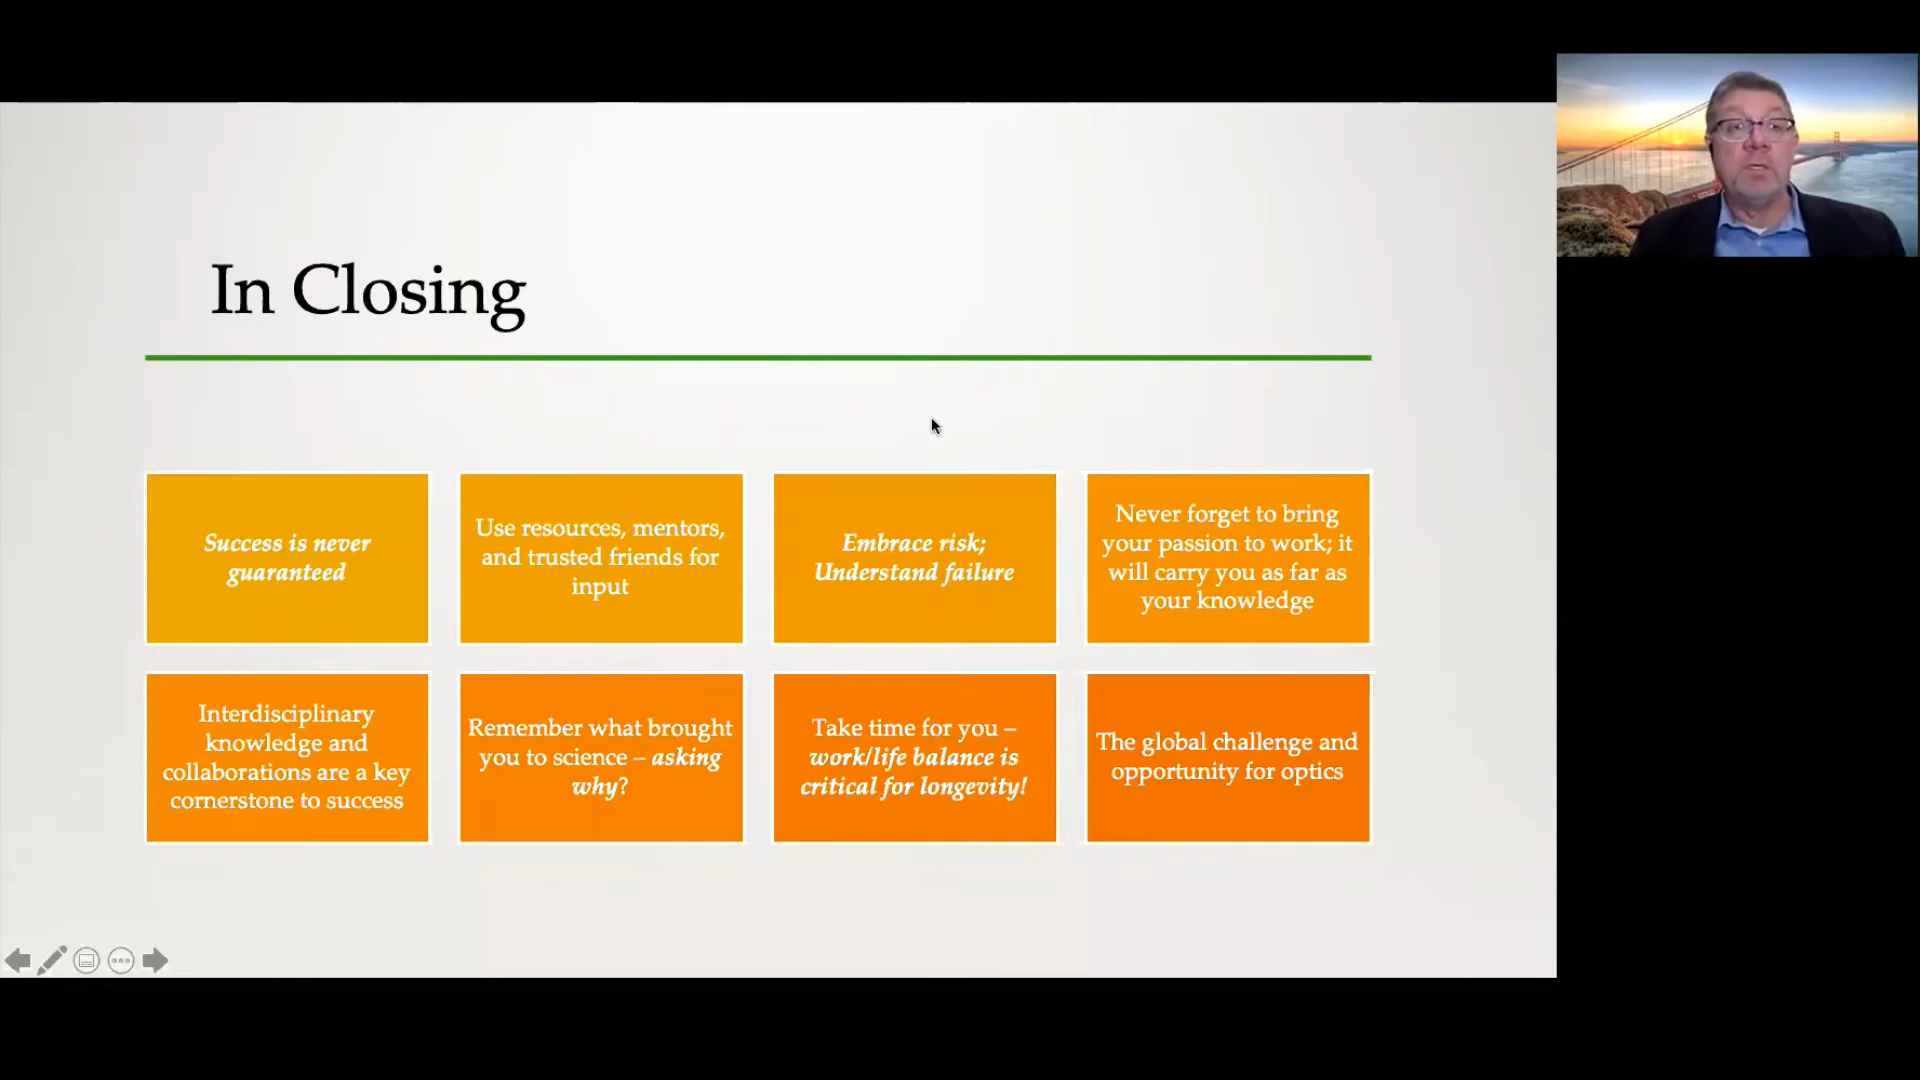 In Closing
Success is never
guaranteed
Use resources, mentors,
and trusted friends for
input
Embrace risk;
Understand failure
Never forget to bring
your passion to work; it
will carry you as far as
your knowledge
Interdisciplinary
knowledge and
collaborations are a key
cornerstone to success
Remember what brought
you to science – asking
why?
Take time for you –
work/life balance is
critical for longevity!
The global challenge and
opportunity for optics